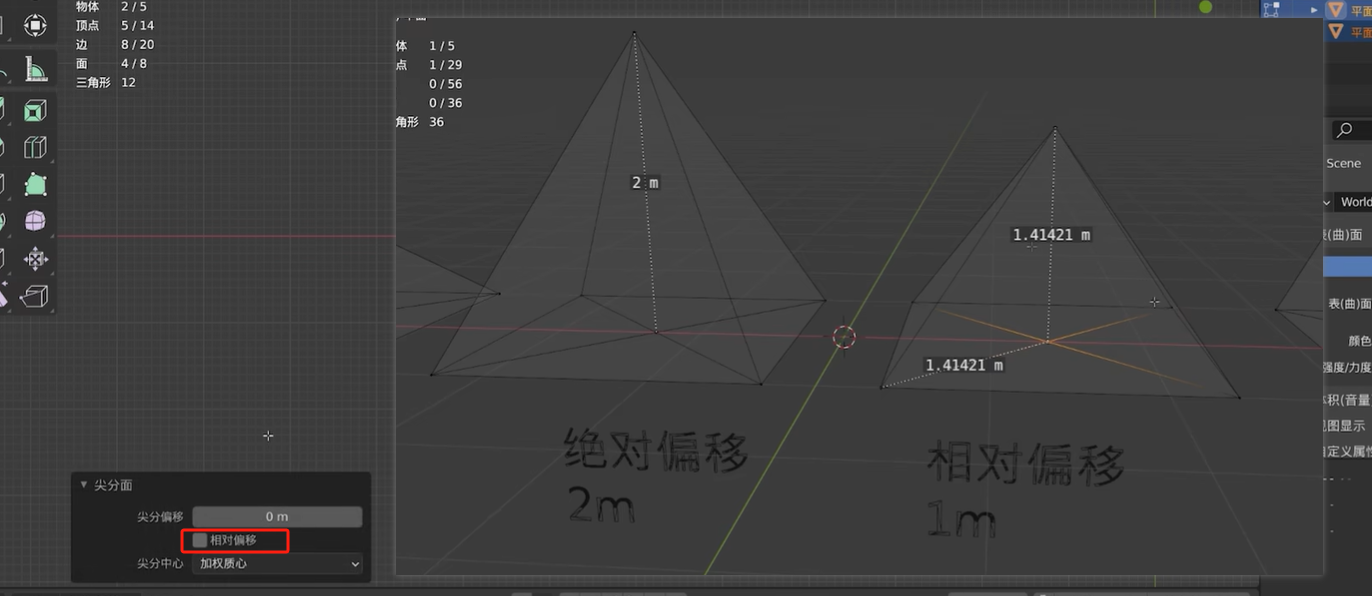 物体 2 / 5
顶点 5 / 14
边 8 / 20
面 4 / 8
三角形 12
体 1 / 5
点 1 / 29
0 / 56
0 / 36
角形 36
2 m
1.41421 m
1.41421 m
绝对偏移
2m
相对偏移
1m
尖分面
尖分偏移 0 m
相对偏移
尖分中心 加权质心
平面
平面
Scene
World
(曲)面
表(曲)面
颜色
强度/力度
积(音量
图显示
定义属性